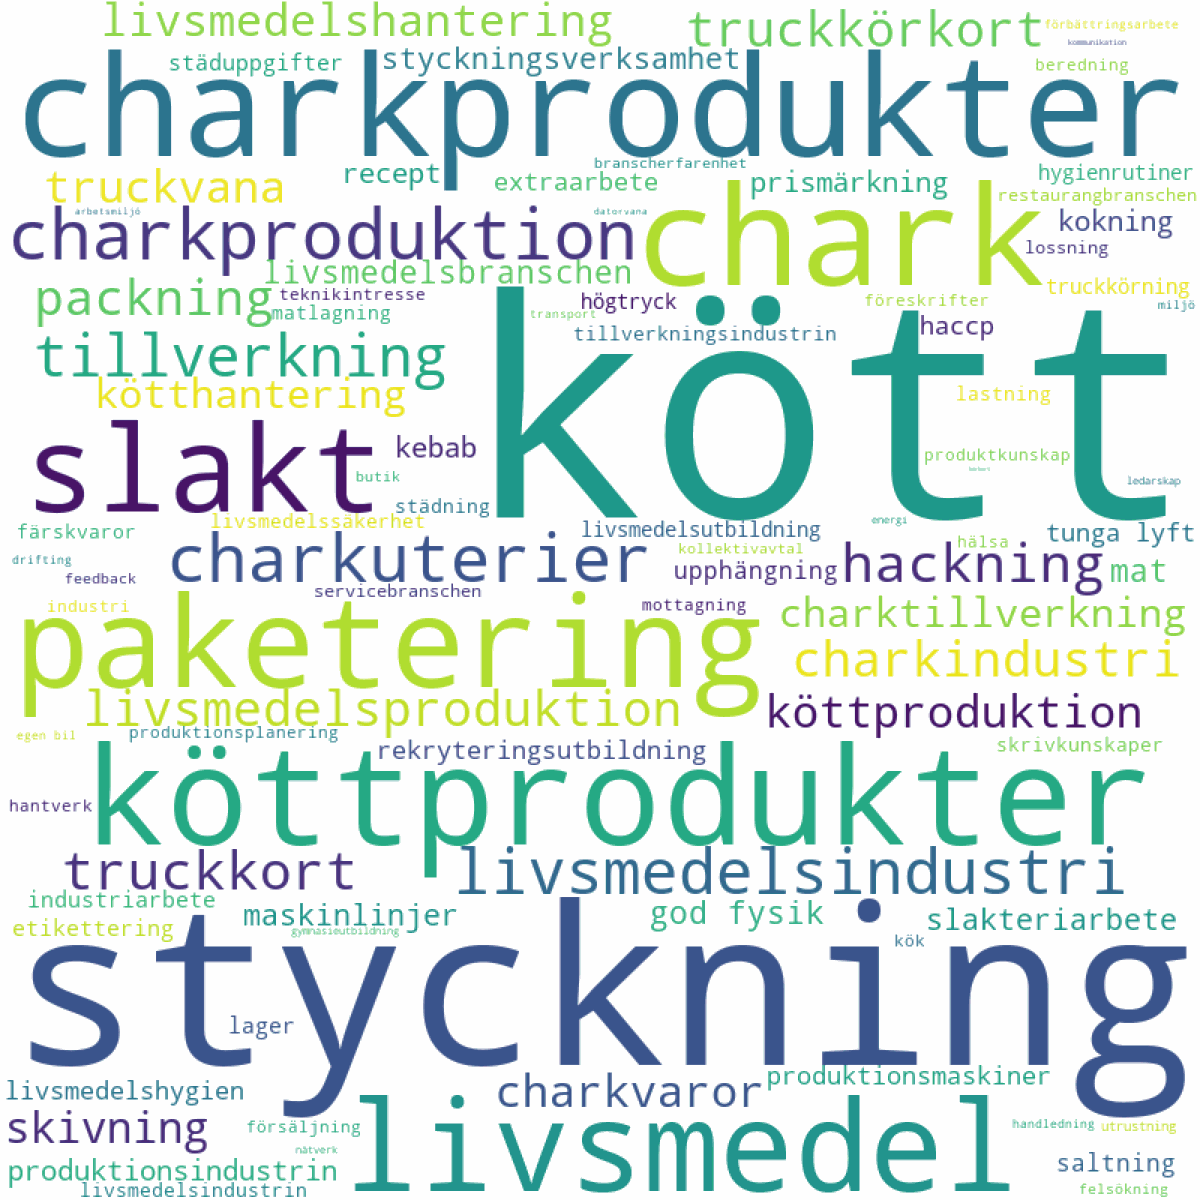 livsmedelshantering
truckkörkort
förbättringsarbete
kommunikation
städuppgifter
styckningsverksamhet
beredning
charkprodukter
branscherfarenhet
truckvana
recept
extraarbete
prismärkning
hygienrutiner
restaurangbranschen
arbetsmiljö
datorvana
charkproduktion
chark
kokning
lossning
livsmedelsbranschen
packning
teknikintresse
högtryck
föreskrifter
truckkörning
matlagning
transport
miljö
tillverkningsindustrin
haccp
tillverkning
kött
kötthantering
lastning
slakt
kebab
produktkunskap
butik
ledarskap
städning
livsmedelssäkerhet
energi
färskvaror
livsmedelsutbildning
tunga lyft
drifting
charkuterier
kollektivavtal
hälsa
feedback
upphängning
hackning
mat
servicebranschen
industri
mottagning
paketering
charktillverkning
charkindustri
livsmedelsproduktion
köttproduktion
egen bil
produktionsplanering
rekryteringsutbildning
skrivkunskaper
köttprodukter
hantverk
truckkort
livsmedelsindustri
industriarbete
maskinlinjer
god fysik
slakteriarbete
etikettering
gymnasieutbildning
kök
styckning
lager
livsmedelshygien
charkvaror
produktionsmaskiner
skivning
försäljning
livsmedel
handledning
utrustning
nätverk
produktionsindustrin
saltning
livsmedelsindustrin
felsökning